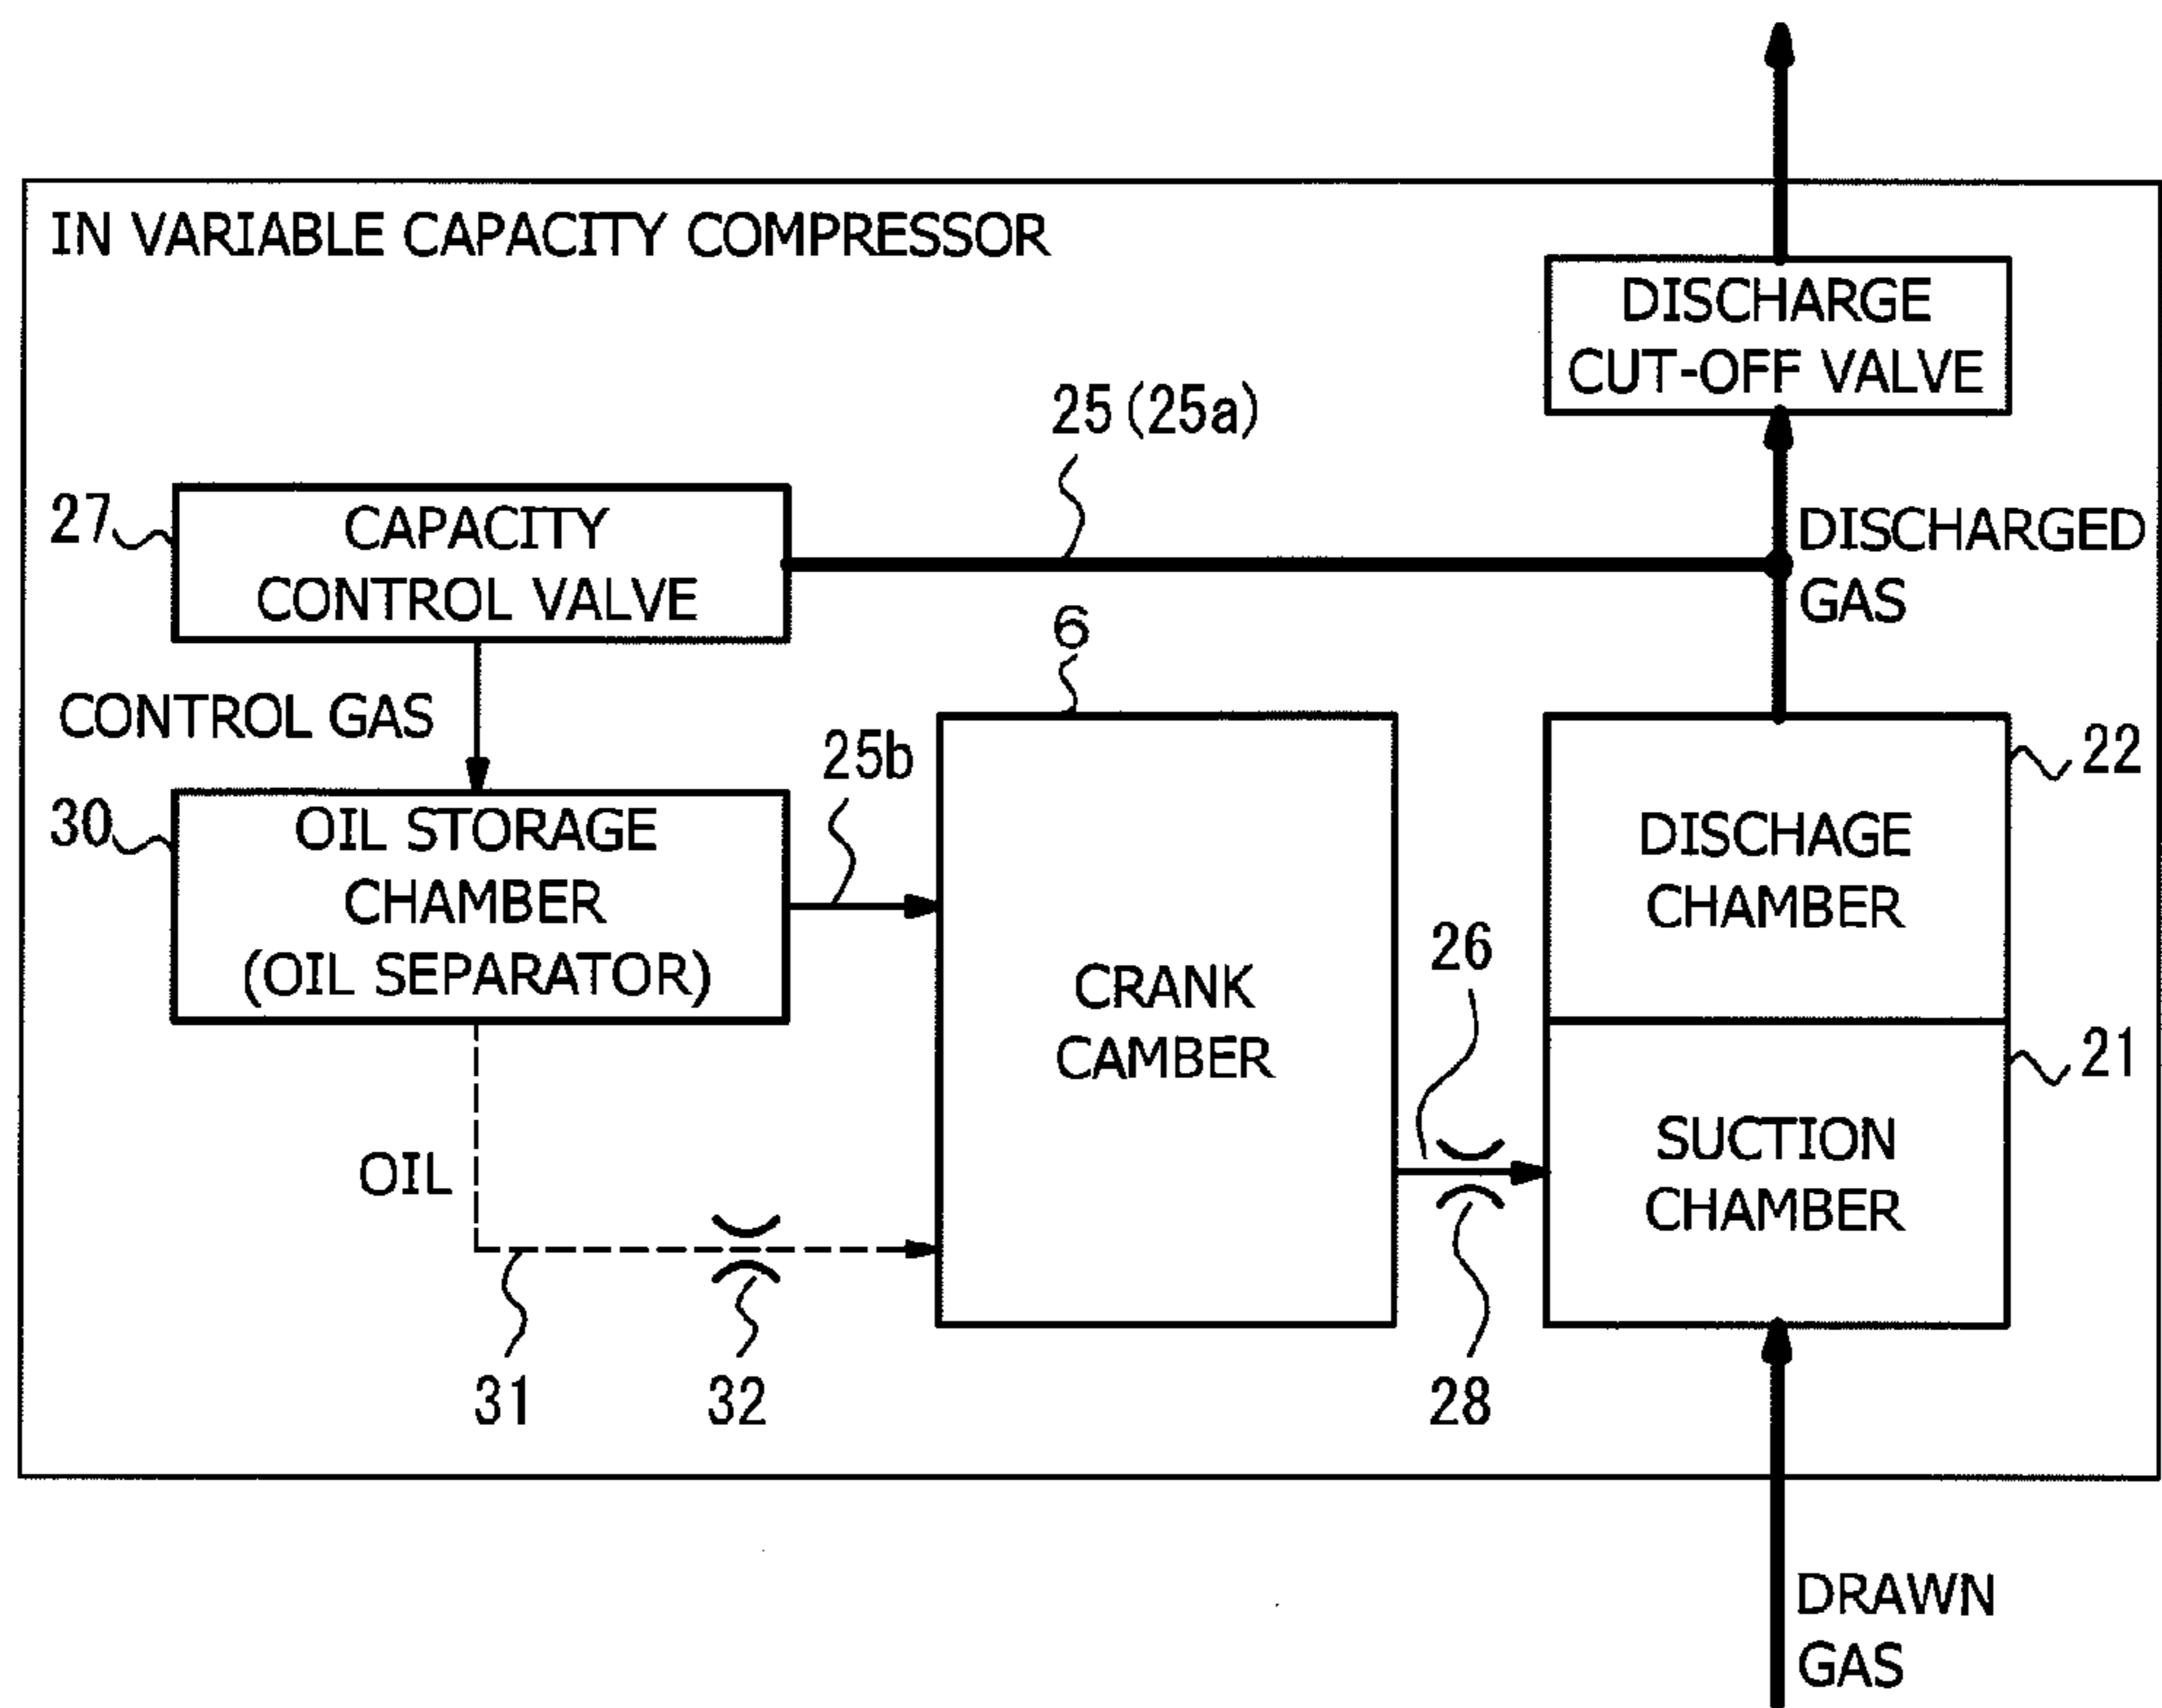 IN VARIABLE CAPACITY COMPRESSOR
DISCHARGE
CUT-OFF VALVE
25 (25a)
27
CAPACITY
CONTROL VALVE
DISCHARGED
GAS
6
CONTROL GAS
25b
22
30
OIL STORAGE
CHAMBER
(OIL SEPARATOR)
DISCHAGE
CHAMBER
26
CRANK
CAMBER
21
SUCTION
CHAMBER
OIL
31
32
28
DRAWN
GAS